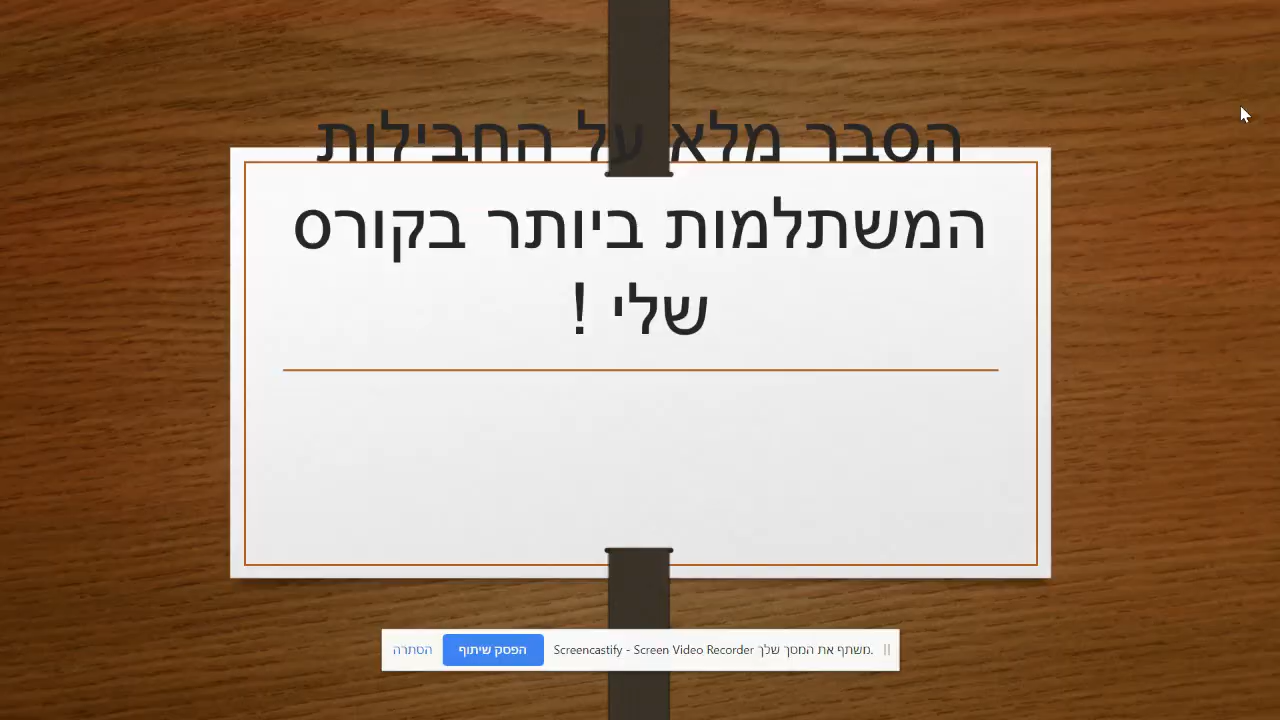 הסבר מלא על החבילות
המשתלמות ביותר בקורס
שלי !
Screencastify - Screen Video Recorder משתף את המסך שלך.
הפסק שיתוף
הסתרה